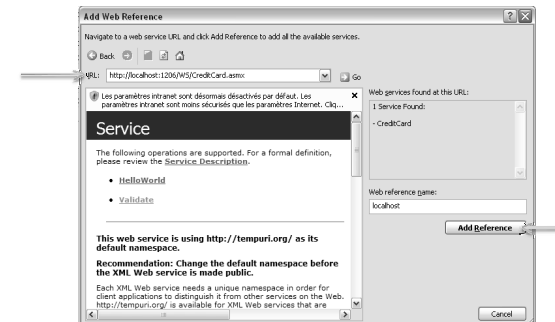 Add Web Reference
Navigate to a web service URL and click Add Reference to add all the available services.
Back
URL: http://localhost:1206/WS/CreditCard.asmx Go
Les paramètres intranet sont désormais désactivés par défaut. Les
paramètres intranet sont moins sécurisés que les paramètres Internet. Cliq...
Service
The following operations are supported. For a formal definition,
please review the Service Description.
• HelloWorld
• Validate
This web service is using http://tempuri.org/ as its
default namespace.
Recommendation: Change the default namespace before
the XML Web service is made public.
Each XML Web service needs a unique namespace in order for
client applications to distinguish it from other services on the Web.
http://tempuri.org/ is available for XML Web services that are
Web services found at this URL:
1 Service Found:
- CreditCard
Web reference name:
localhost
Add Reference
Cancel